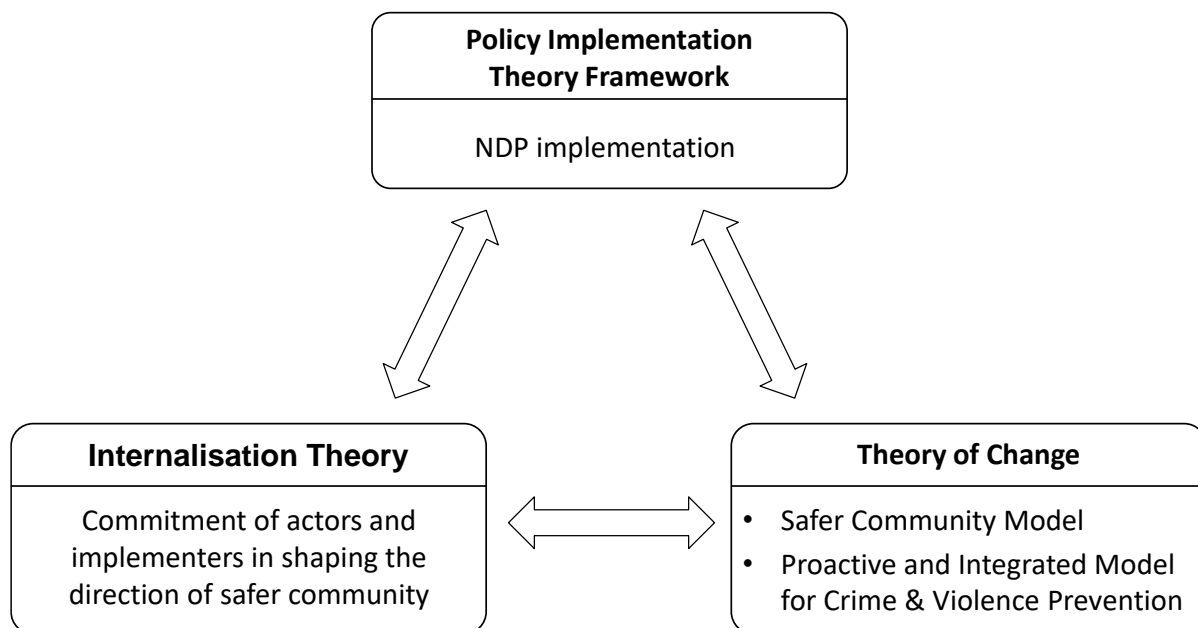 Policy Implementation
Theory Framework
NDP implementation
Internalisation Theory
Commitment of actors and
implementers in shaping the
direction of safer community
Theory of Change
• Safer Community Model
• Proactive and Integrated Model
for Crime & Violence Prevention